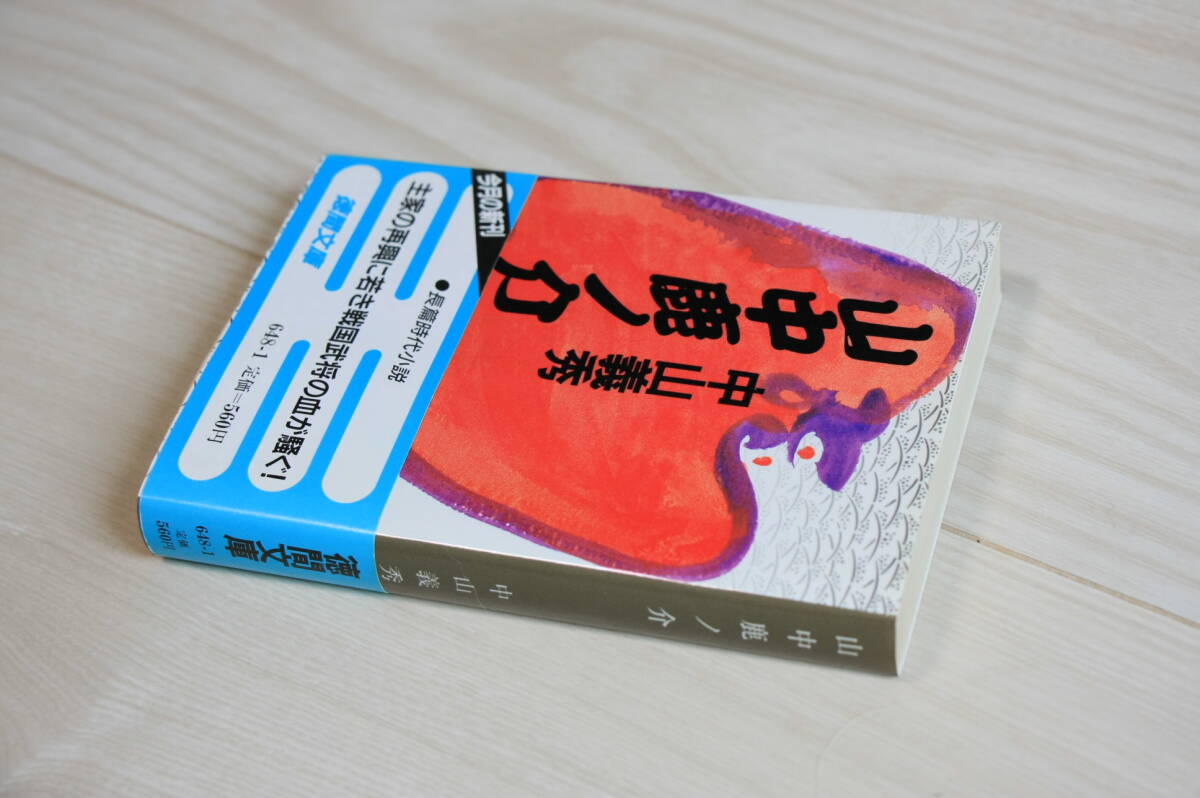 山中鹿ノ介
中山義秀
今月の新刊
●長篇時代小説
主家の再興に若き戦国武将の血が騒ぐ!
徳間文庫
648-1 定価=560円
山中鹿ノ介
中山義秀
徳間文庫
648-1
定価
560円